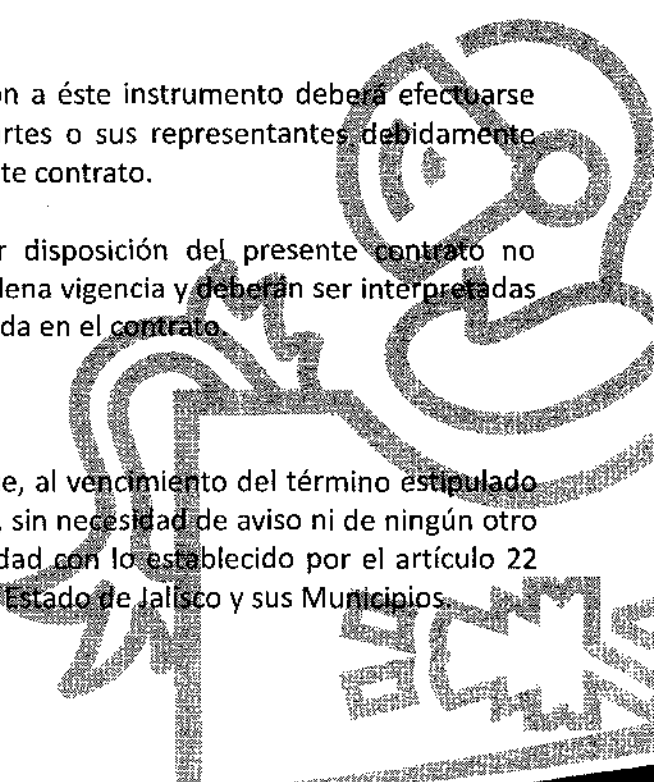 n a éste instrumento deberá efectuarse
rtes o sus representantes debidamente
te contrato.
r disposición del presente contrato no
lena vigencia y deberán ser interpretadas
da en el contrato.
e, al vencimiento del término estipulado
, sin necesidad de aviso ni de ningún otro
dad con lo establecido por el artículo 22
Estado de Jalisco y sus Municipios.